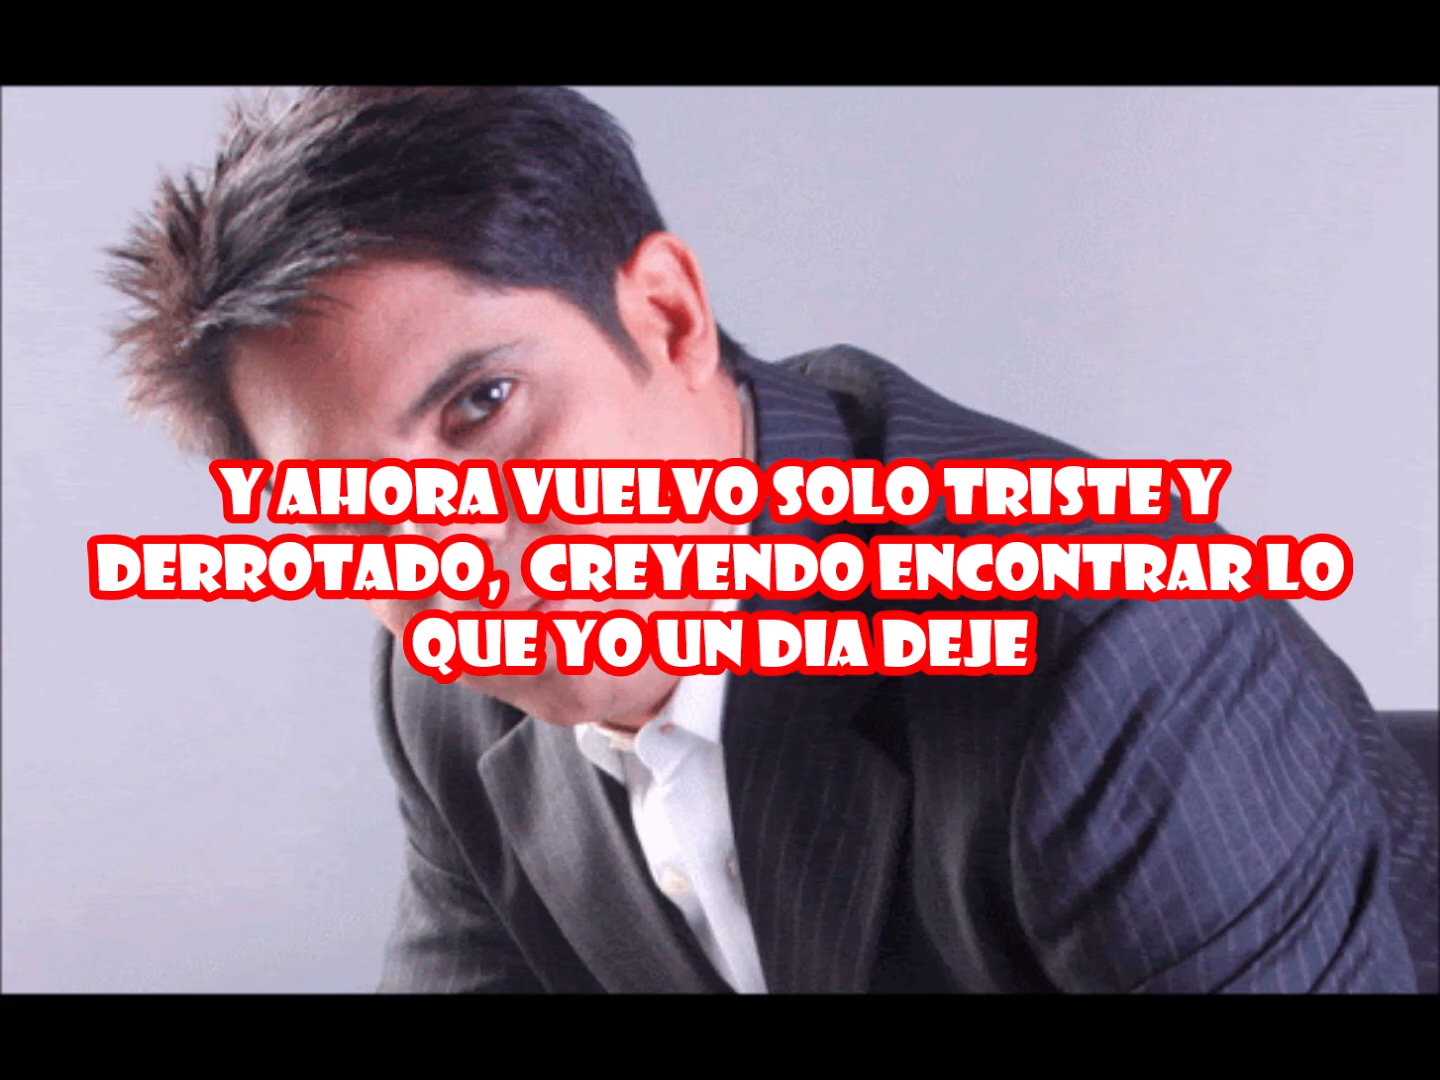 Y AHORA VUELVO SOLO TRISTE Y
DERROTADO, CREYENDO ENCONTRAR LO
QUE YO UN DIA DEJE